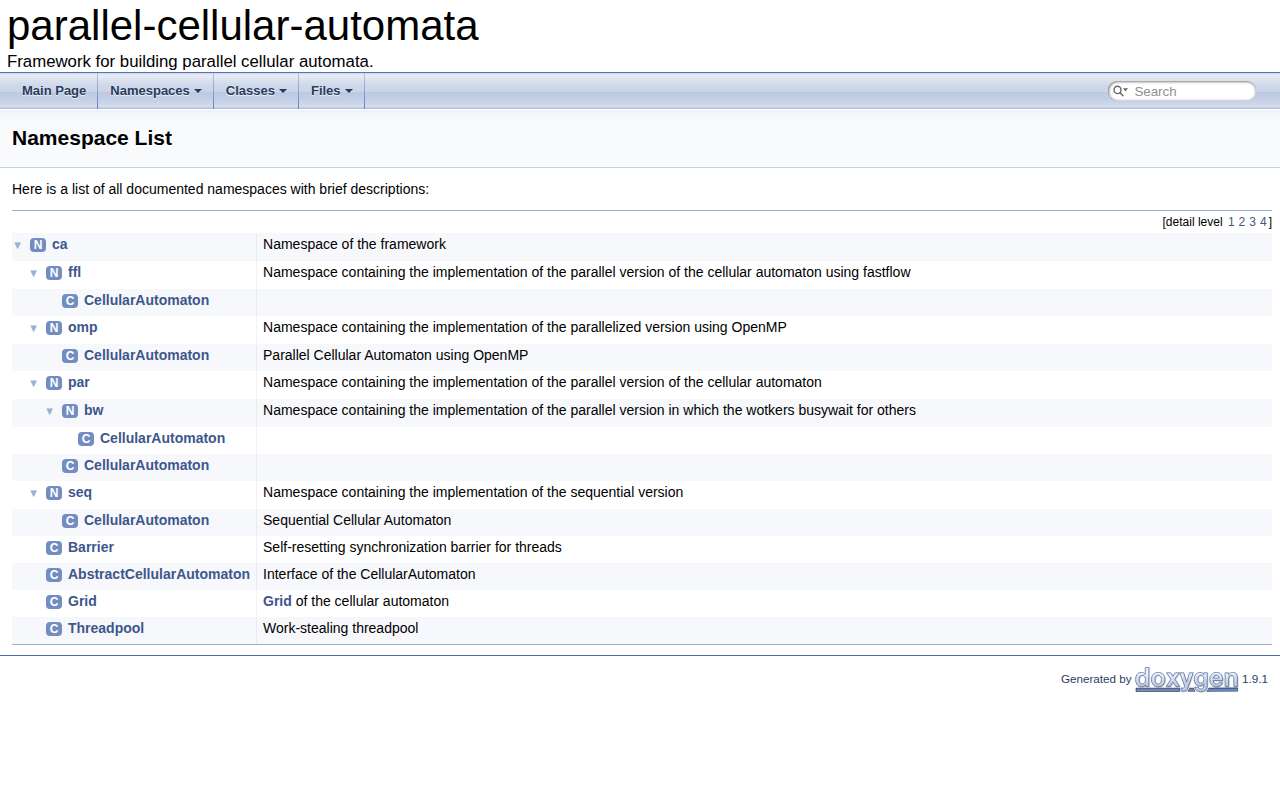 parallel-cellular-automata
Framework for building parallel cellular automata.
Main Page Namespaces Classes Files Search
Namespace List
Here is a list of all documented namespaces with brief descriptions:
[detail level 1 2 3 4]
▼ N ca Namespace of the framework
▼ N ffl Namespace containing the implementation of the parallel version of the cellular automaton using fastflow
C CellularAutomaton
▼ N omp Namespace containing the implementation of the parallelized version using OpenMP
C CellularAutomaton Parallel Cellular Automaton using OpenMP
▼ N par Namespace containing the implementation of the parallel version of the cellular automaton
▼ N bw Namespace containing the implementation of the parallel version in which the wotkers busywait for others
C CellularAutomaton
C CellularAutomaton
▼ N seq Namespace containing the implementation of the sequential version
C CellularAutomaton Sequential Cellular Automaton
C Barrier Self-resetting synchronization barrier for threads
C AbstractCellularAutomaton Interface of the CellularAutomaton
C Grid Grid of the cellular automaton
C Threadpool Work-stealing threadpool
Generated by doxygen 1.9.1